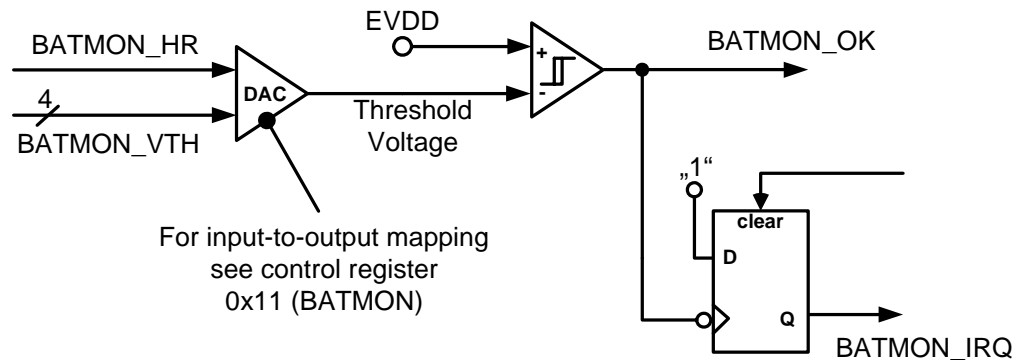 EVDD
BATMON_HR
BATMON_OK
+
DAC
-
4
Threshold
Voltage
BATMON_VTH
„1“
clear
For input-to-output mapping
see control register
0x11 (BATMON)
D
Q
BATMON_IRQ